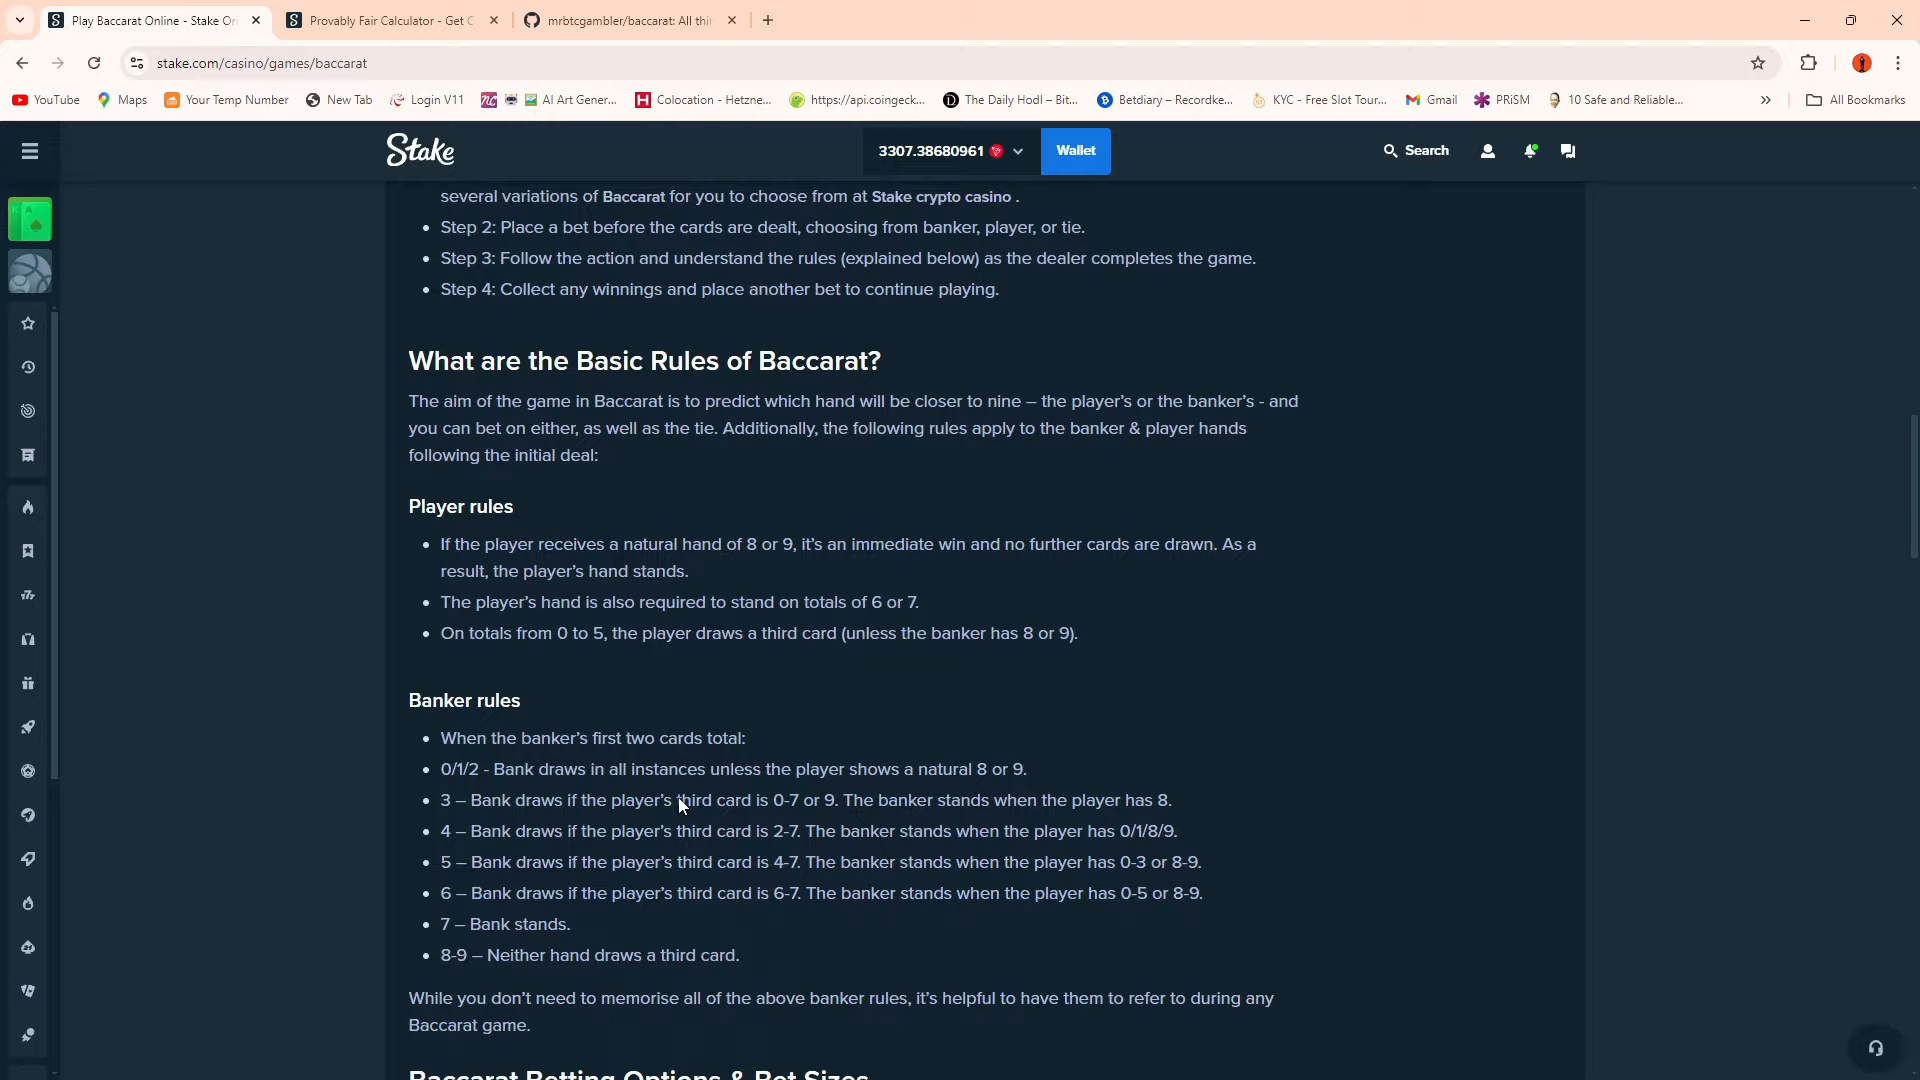 Play Baccarat Online - Stake Ori
Provably Fair Calculator - Get C
mrbtcgambler/baccarat: All thin
stake.com/casino/games/baccarat
YouTube
Maps
Your Temp Number
New Tab
Login V11
AI Art Gener...
Colocation - Hetzne...
https://api.coingeck...
The Daily Hodl – Bit...
Betdiary – Recordke...
KYC - Free Slot Tour...
Gmail
PRiSM
10 Safe and Reliable...
All Bookmarks
Stake
3307.38680961
Wallet
Search
several variations of Baccarat for you to choose from at Stake crypto casino .
Step 2: Place a bet before the cards are dealt, choosing from banker, player, or tie.
Step 3: Follow the action and understand the rules (explained below) as the dealer completes the game.
Step 4: Collect any winnings and place another bet to continue playing.
What are the Basic Rules of Baccarat?
The aim of the game in Baccarat is to predict which hand will be closer to nine – the player’s or the banker’s - and
you can bet on either, as well as the tie. Additionally, the following rules apply to the banker & player hands
following the initial deal:
Player rules
If the player receives a natural hand of 8 or 9, it’s an immediate win and no further cards are drawn. As a
result, the player’s hand stands.
The player’s hand is also required to stand on totals of 6 or 7.
On totals from 0 to 5, the player draws a third card (unless the banker has 8 or 9).
Banker rules
When the banker’s first two cards total:
0/1/2 - Bank draws in all instances unless the player shows a natural 8 or 9.
3 – Bank draws if the player’s third card is 0-7 or 9. The banker stands when the player has 8.
4 – Bank draws if the player’s third card is 2-7. The banker stands when the player has 0/1/8/9.
5 – Bank draws if the player’s third card is 4-7. The banker stands when the player has 0-3 or 8-9.
6 – Bank draws if the player’s third card is 6-7. The banker stands when the player has 0-5 or 8-9.
7 – Bank stands.
8-9 – Neither hand draws a third card.
While you don’t need to memorise all of the above banker rules, it’s helpful to have them to refer to during any
Baccarat game.
Baccarat Betting Options & Bet Sizes